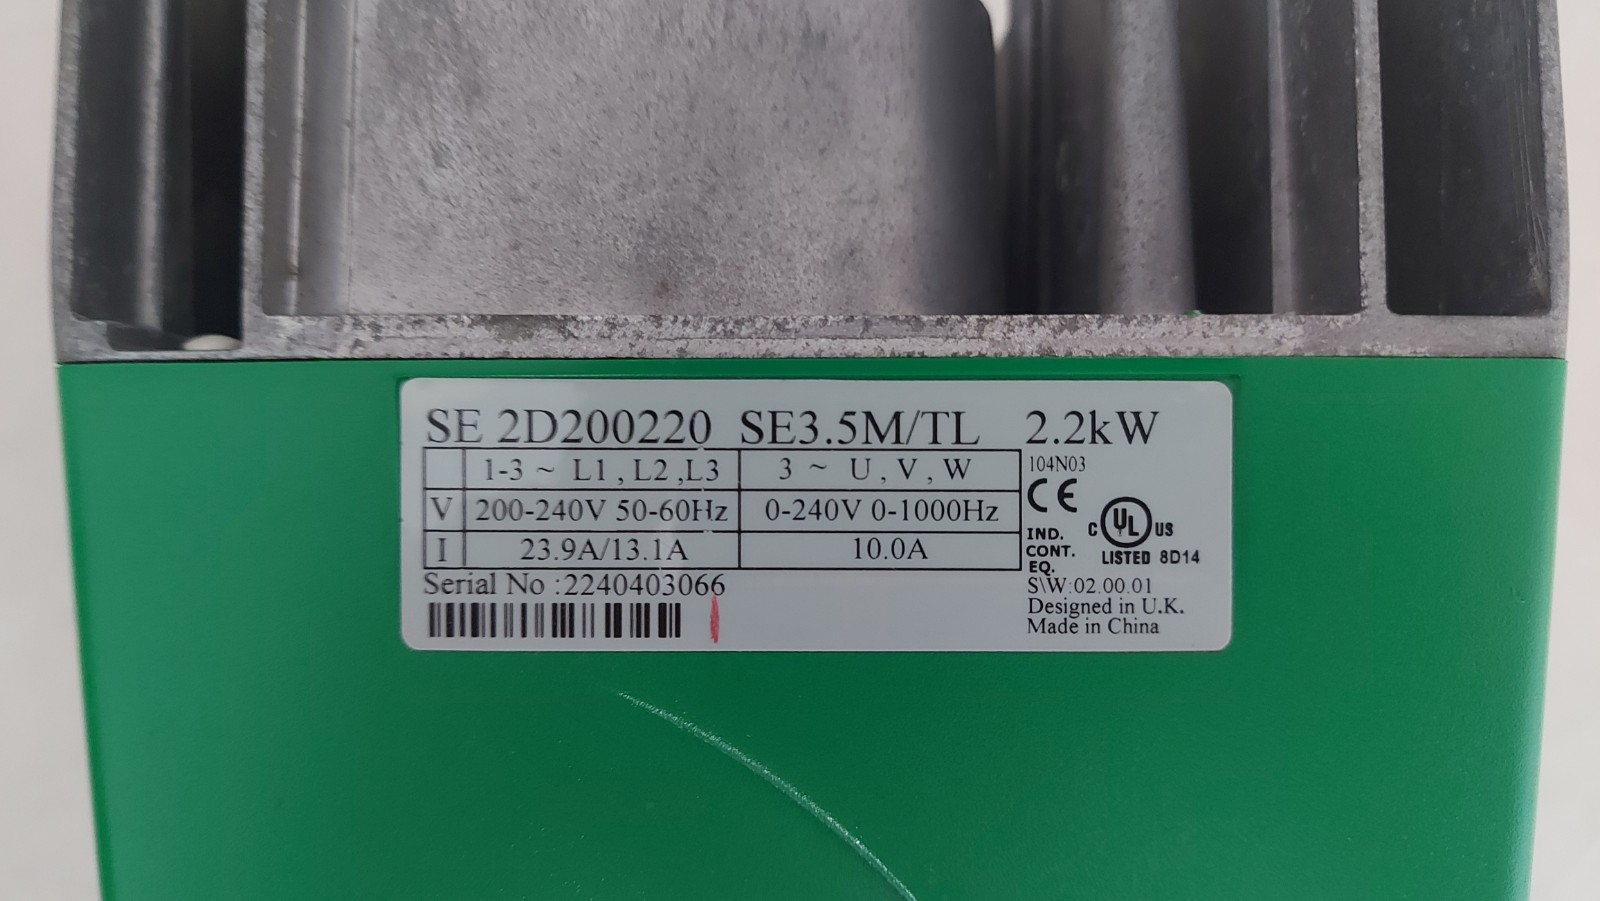 SE 2D200220 SE3.5M/TL 2.2kW
1-3 ~ L1 , L2 ,L3 3 ~ U , V , W
V 200-240V 50-60Hz 0-240V 0-1000Hz
I 23.9A/13.1A 10.0A
Serial No :2240403066
104N03
CE
IND.
CONT.
EQ.
C UL US
LISTED 8D14
S\W:02.00.01
Designed in U.K.
Made in China